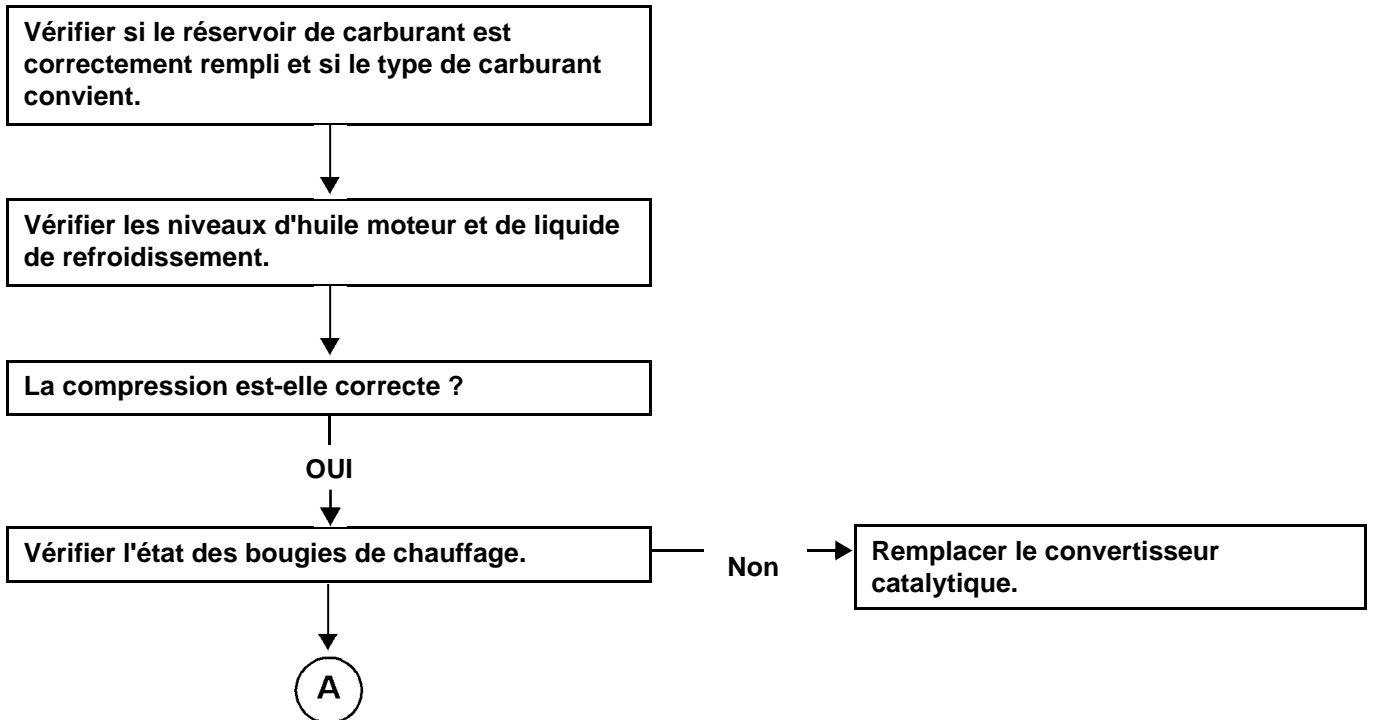 Vérifier si le réservoir de carburant est
correctement rempli et si le type de carburant
convient.
Vérifier les niveaux d'huile moteur et de liquide
de refroidissement.
La compression est-elle correcte ?
OUI
Vérifier l'état des bougies de chauffage.
Non
Remplacer le convertisseur
catalytique.
A